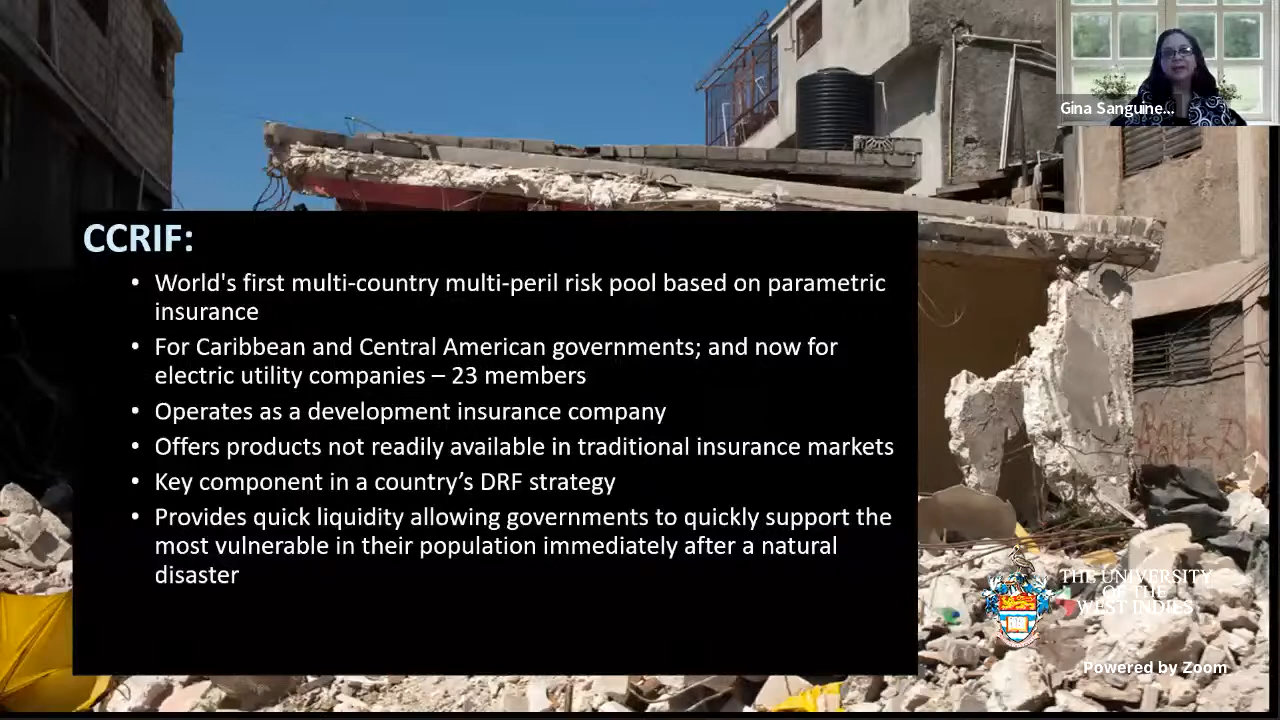 Gina Sanguine...
CCRIF:
• World's first multi-country multi-peril risk pool based on parametric
insurance
• For Caribbean and Central American governments; and now for
electric utility companies – 23 members
• Operates as a development insurance company
• Offers products not readily available in traditional insurance markets
• Key component in a country’s DRF strategy
• Provides quick liquidity allowing governments to quickly support the
most vulnerable in their population immediately after a natural
disaster
THE UNIVERSITY
OF THE
WEST INDIES
Powered by Zoom